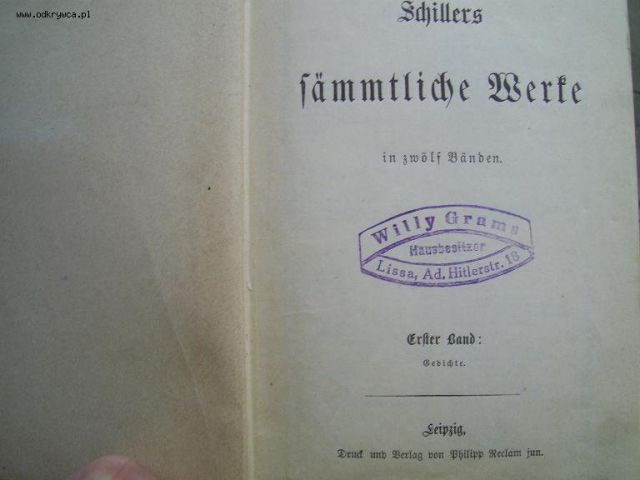 www.odkrywca.pl
Schillers
sämmtliche Werke
in zwölf Bänden.
Willy Grams
Hausbesitzer
Lissa, Ad. Hitlerstr. 18
Erster Band:
Gedichte.
Leipzig,
Druck und Verlag von Philipp Reclam jun.